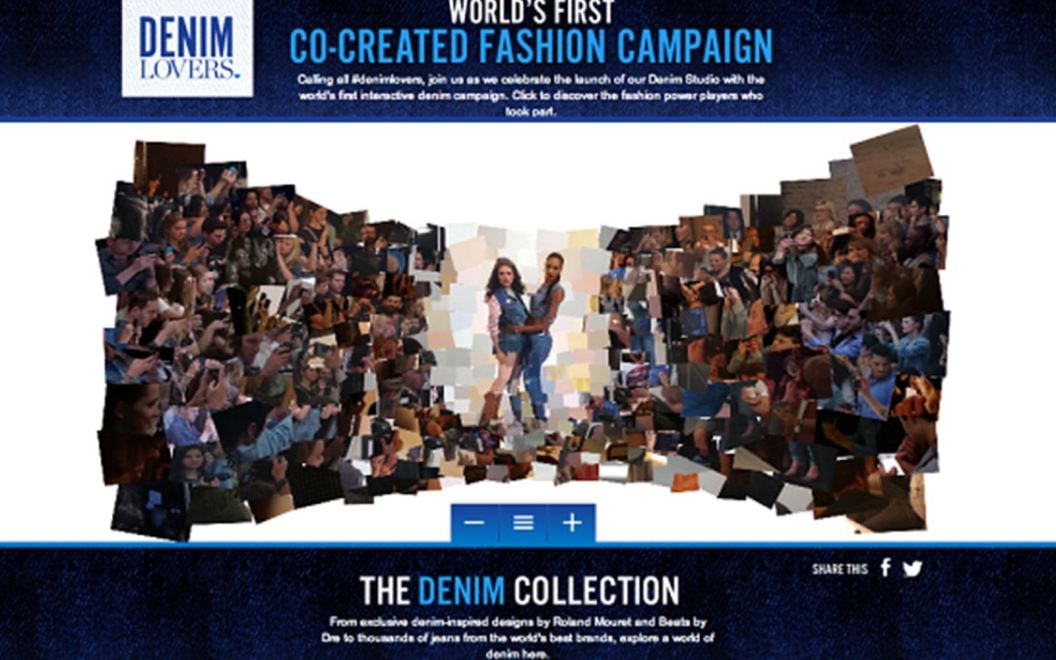 WORLD'S FIRST
DENIM
LOVERS.
CO-CREATED FASHION CAMPAIGN
Calling all #denimlovers, join us as we celebrate the launch of our Denim Studio with the
world's first interactive denim campaign. Click to discover the fashion power players who
took part.
SHARE THIS
THE DENIM COLLECTION
From exclusive denim-inspired designs by Roland Mouret and Beats by
Dre to thousands of jeans from the world's best brands, explore a world of
denim here.